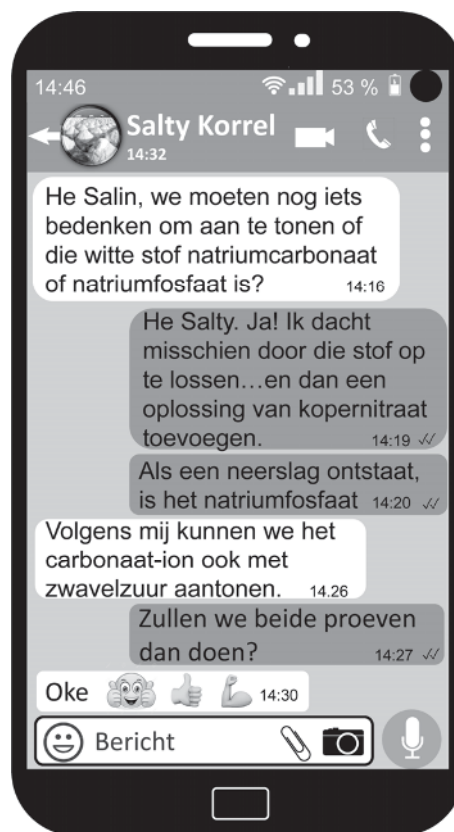 14:46
53 %
Salty Korrel
14:32
He Salin, we moeten nog iets
bedenken om aan te tonen of
die witte stof natriumcarbonaat
of natriumfosfaat is?
14:16
He Salty. Ja! Ik dacht
misschien door die stof op
te lossen...en dan een
oplossing van kopernitraat
toevoegen.
14:19
Als een neerslag ontstaat,
is het natriumfosfaat 14:20
Volgens mij kunnen we het
carbonaat-ion ook met
zwavelzuur aantonen. 14.26
Zullen we beide proeven
dan doen?
14:27
Oke
14:30
Bericht